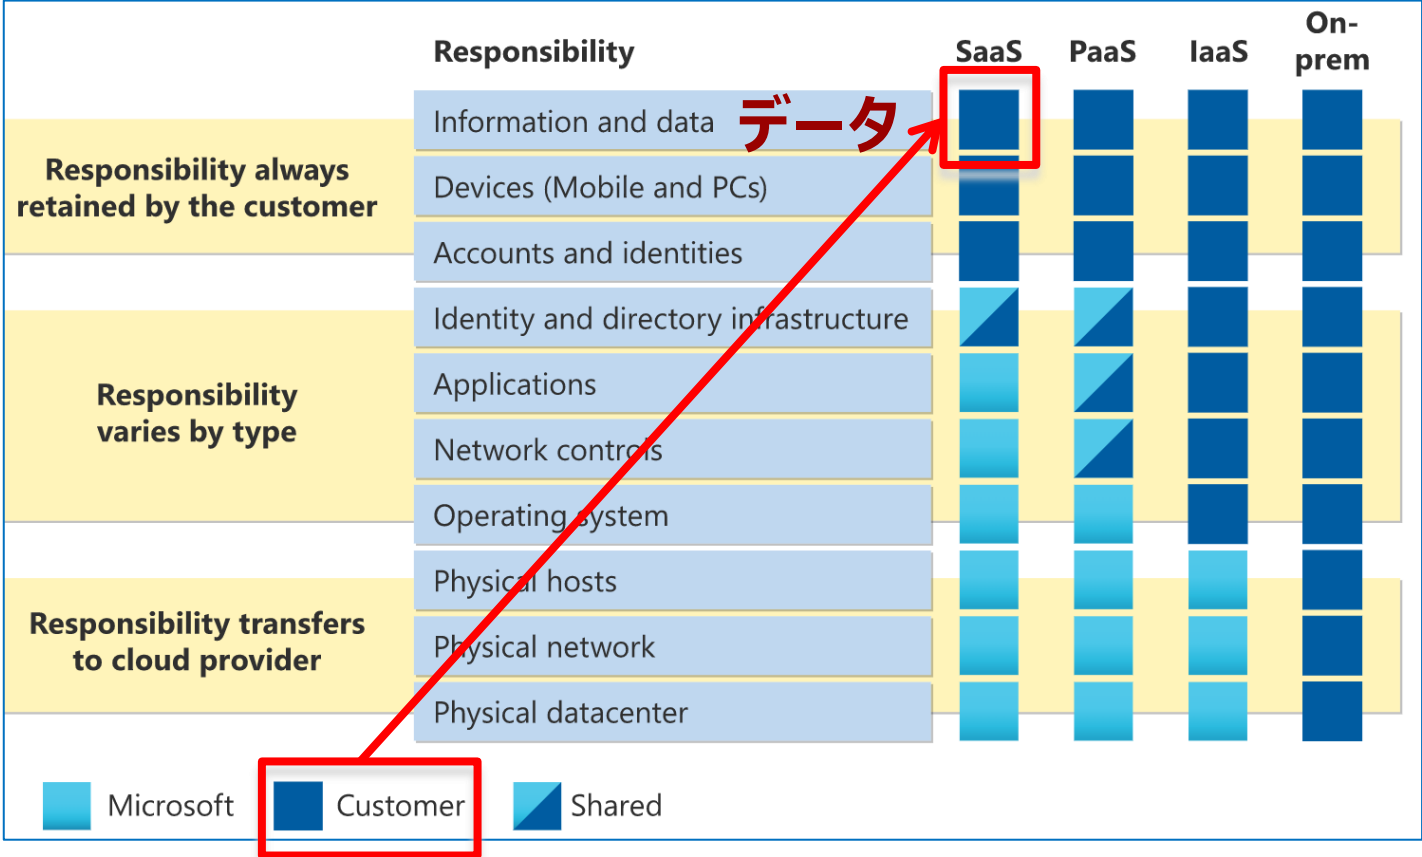 Responsibility
SaaS
PaaS
IaaS
On-
prem
Responsibility always
retained by the customer
Information and data
データ
Devices (Mobile and PCs)
Accounts and identities
Responsibility
varies by type
Identity and directory infrastructure
Applications
Network controls
Operating system
Responsibility transfers
to cloud provider
Physical hosts
Physical network
Physical datacenter
Microsoft
Customer
Shared